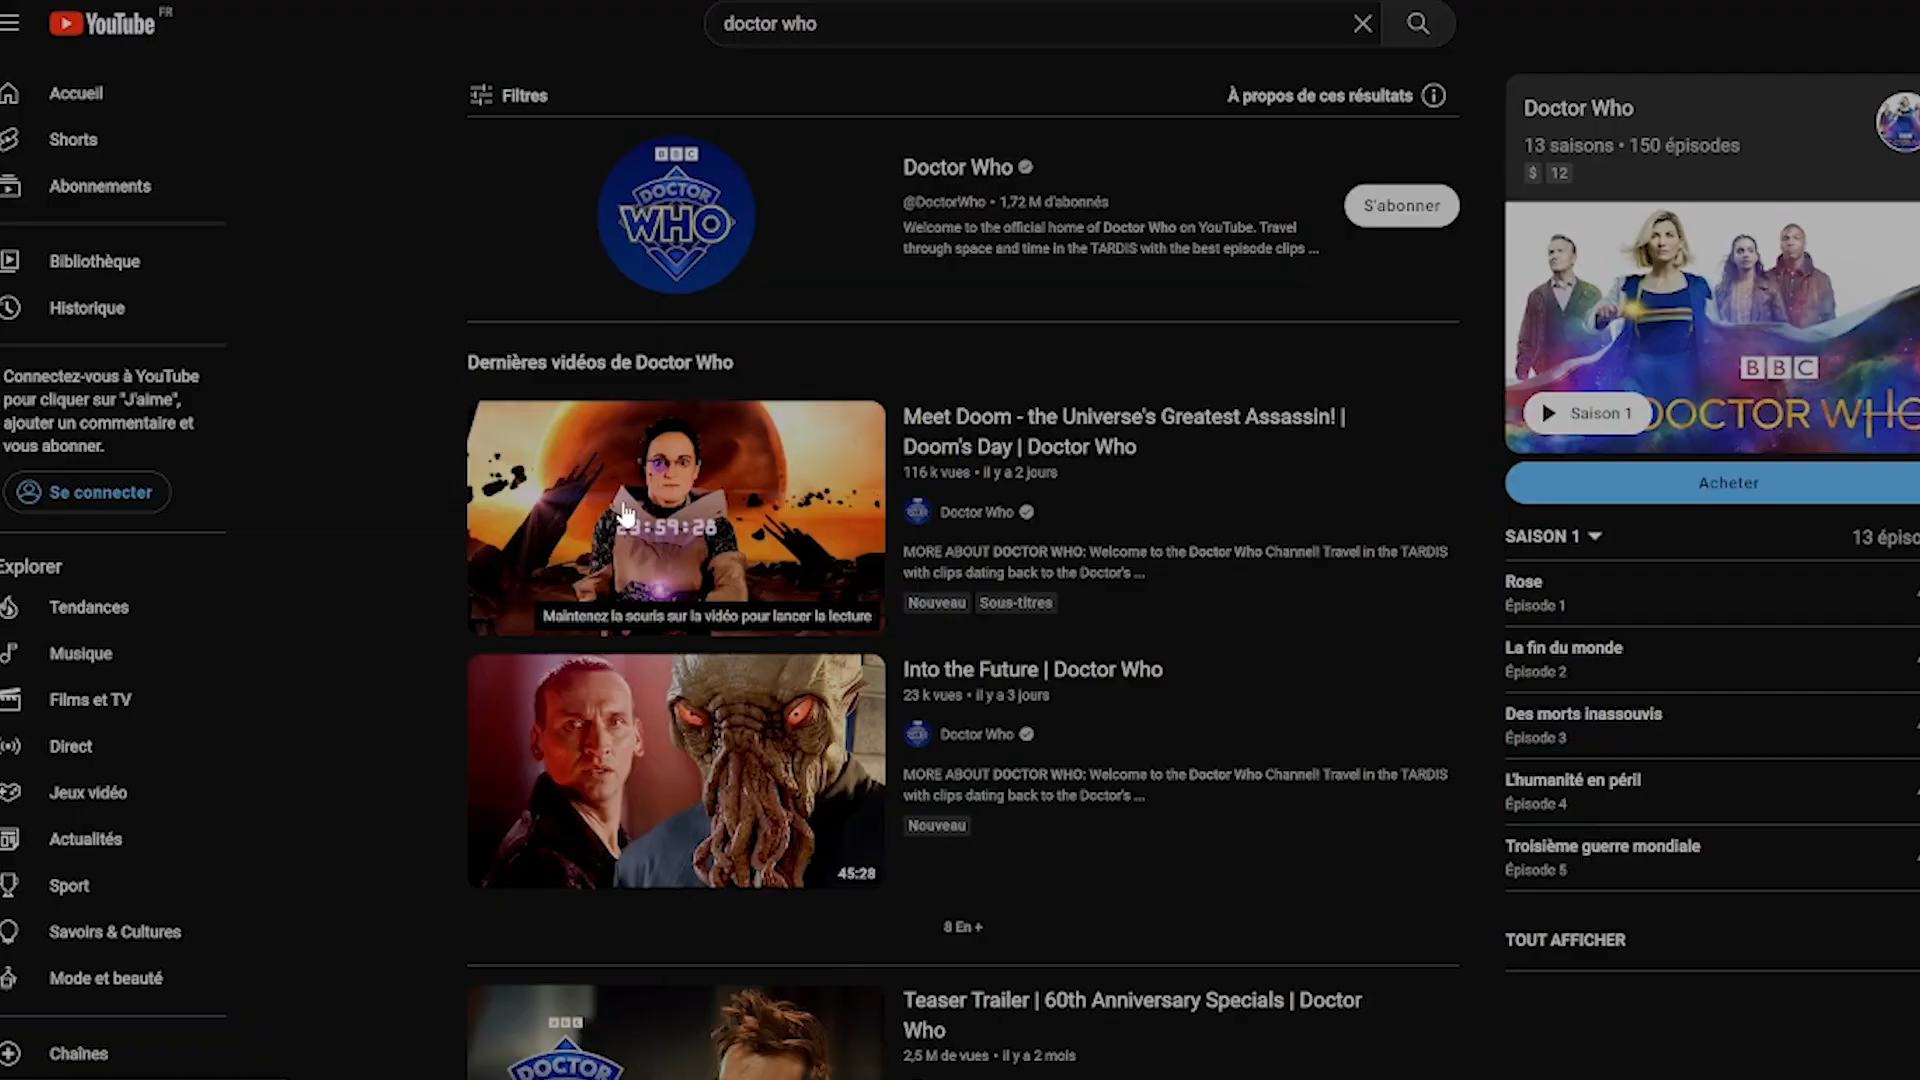 YouTube FR
doctor who
Accueil
Shorts
Abonnements
Bibliothèque
Historique
Connectez-vous à YouTube
pour cliquer sur "J'aime",
ajouter un commentaire et
vous abonner.
Se connecter
Explorer
Tendances
Musique
Films et TV
Direct
Jeux vidéo
Actualités
Sport
Savoirs & Cultures
Mode et beauté
Chaînes
Filtres
À propos de ces résultats
BBC
DOCTOR
WHO
Doctor Who
@DoctorWho • 1,72 M d'abonnés
Welcome to the official home of Doctor Who on YouTube. Travel
through space and time in the TARDIS with the best episode clips ...
S'abonner
Dernières vidéos de Doctor Who
:59:28
Maintenez la souris sur la vidéo pour lancer la lecture
Meet Doom - the Universe's Greatest Assassin! |
Doom's Day | Doctor Who
116 k vues • il y a 2 jours
Doctor Who
MORE ABOUT DOCTOR WHO: Welcome to the Doctor Who Channel! Travel in the TARDIS
with clips dating back to the Doctor's ...
Nouveau Sous-titres
45:28
Into the Future | Doctor Who
23 k vues • il y a 3 jours
Doctor Who
MORE ABOUT DOCTOR WHO: Welcome to the Doctor Who Channel! Travel in the TARDIS
with clips dating back to the Doctor's ...
Nouveau
8 En +
BBC
DOCTOR
Teaser Trailer | 60th Anniversary Specials | Doctor
Who
2,5 M de vues • il y a 2 mois
Doctor Who
13 saisons • 150 épisodes
$ 12
BBC
DOCTOR WHO
Saison 1
Acheter
SAISON 1
13 épiso
Rose
Épisode 1
La fin du monde
Épisode 2
Des morts inassouvis
Épisode 3
L'humanité en péril
Épisode 4
Troisième guerre mondiale
Épisode 5
TOUT AFFICHER